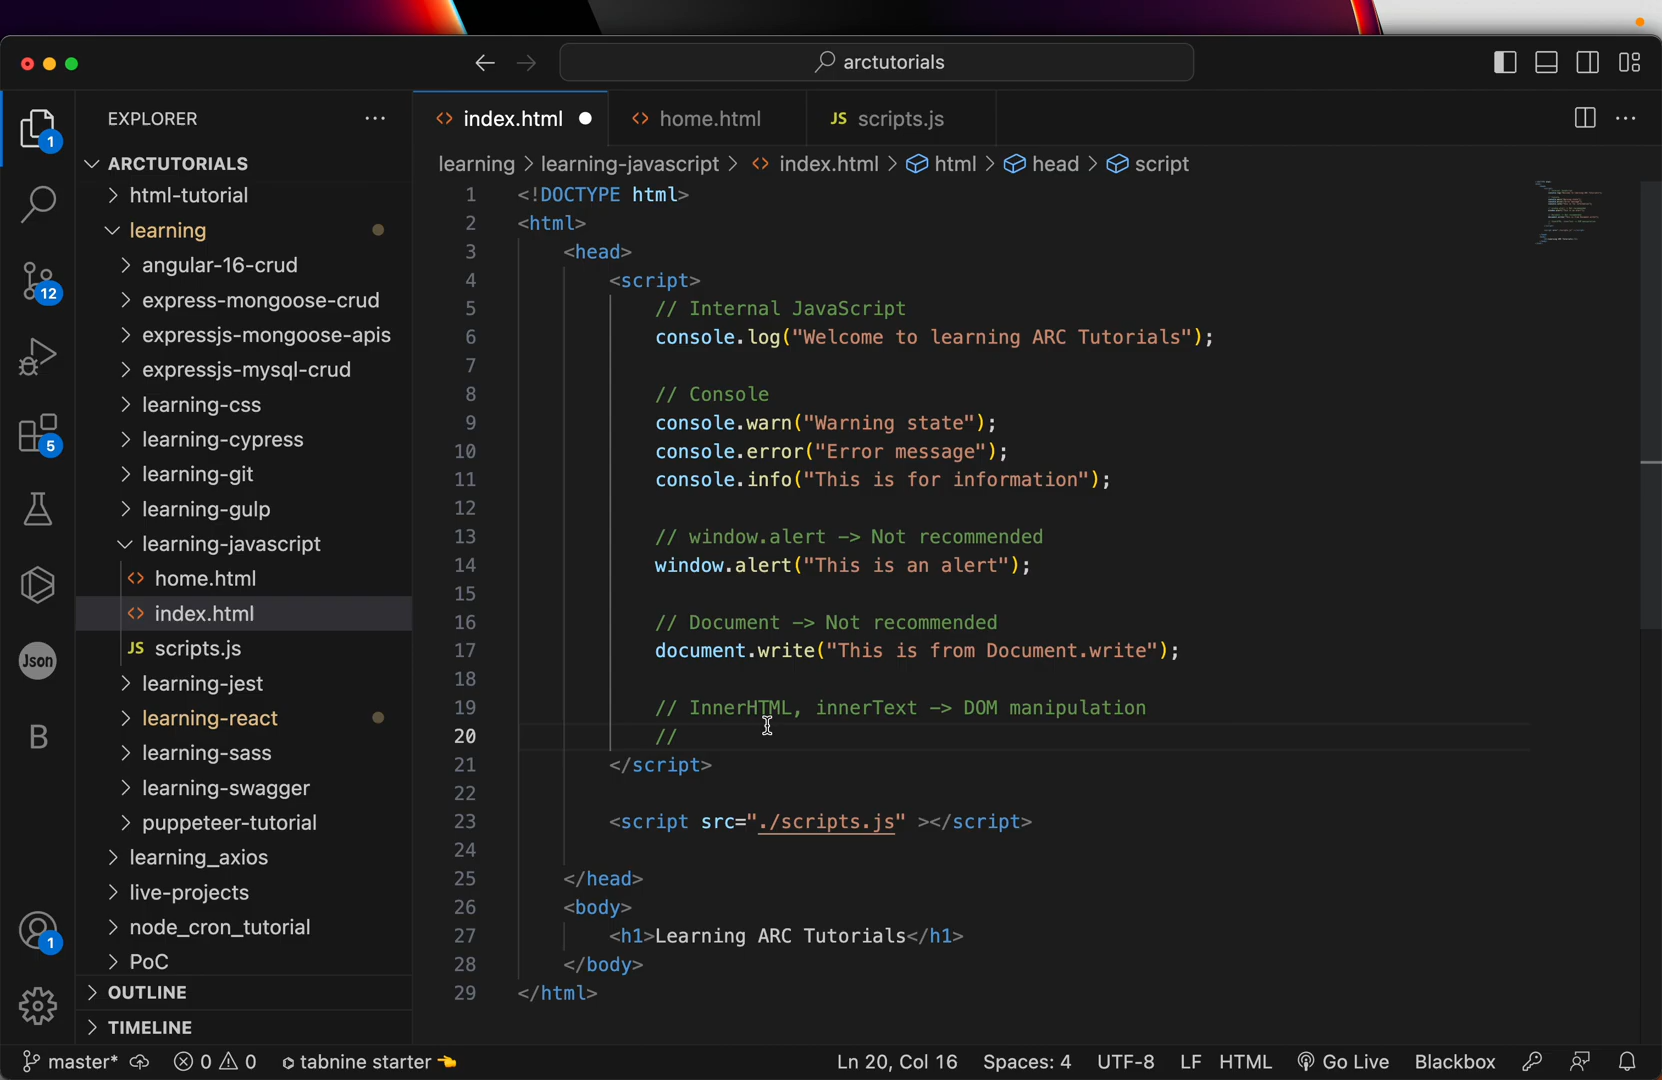 arctutorials
EXPLORER
index.html
home.html
JS scripts.js
1
ARCTUTORIALS
learning > learning-javascript > index.html > html > head > script
html-tutorial
learning
angular-16-crud
express-mongoose-crud
expressjs-mongoose-apis
expressjs-mysql-crud
learning-css
learning-cypress
learning-git
learning-gulp
learning-javascript
home.html
index.html
JS scripts.js
learning-jest
learning-react
learning-sass
learning-swagger
puppeteer-tutorial
learning_axios
live-projects
node_cron_tutorial
PoC
OUTLINE
TIMELINE
12
5
Json
B
1
1 <!DOCTYPE html>
2 <html>
3 <head>
4 <script>
5 // Internal JavaScript
6 console.log("Welcome to learning ARC Tutorials");
7
8 // Console
9 console.warn("Warning state");
10 console.error("Error message");
11 console.info("This is for information");
12
13 // window.alert -> Not recommended
14 window.alert("This is an alert");
15
16 // Document -> Not recommended
17 document.write("This is from Document.write");
18
19 // InnerHTML, innerText -> DOM manipulation
20 //
21 </script>
22
23 <script src="./scripts.js" ></script>
24
25 </head>
26 <body>
27 <h1>Learning ARC Tutorials</h1>
28 </body>
29 </html>
master* 0 0 tabnine starter Ln 20, Col 16 Spaces: 4 UTF-8 LF HTML Go Live Blackbox